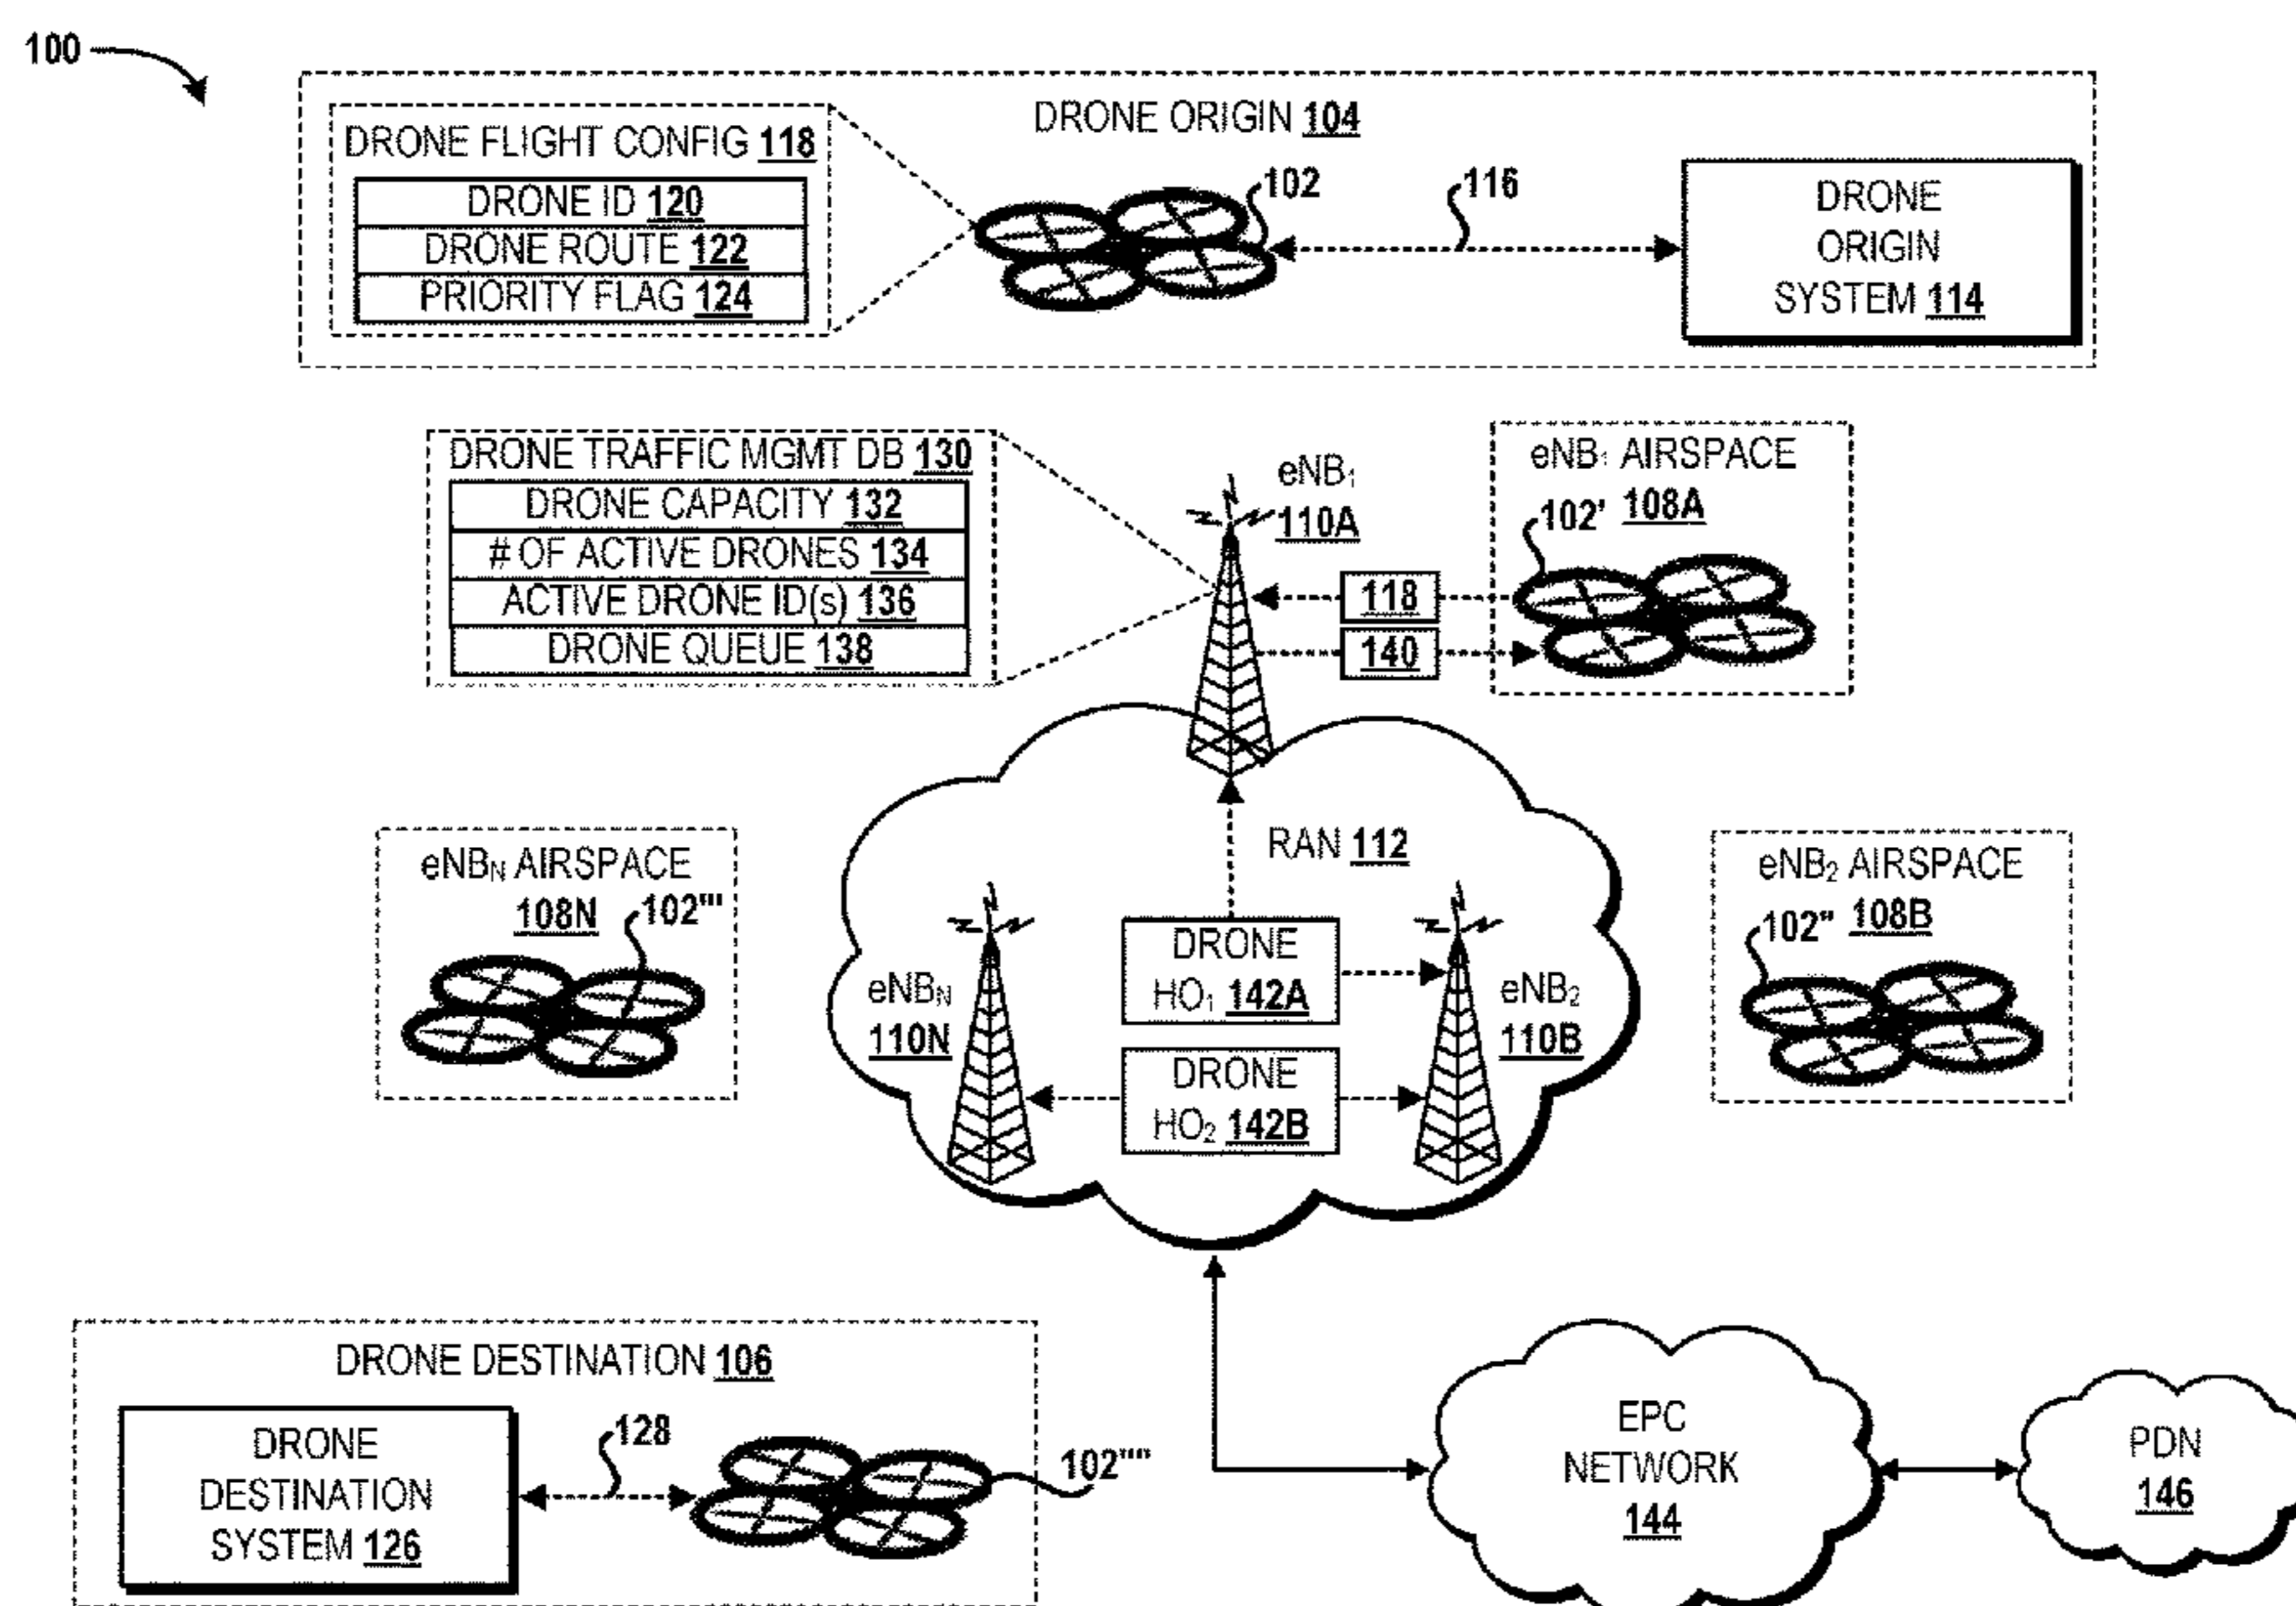 100
DRONE ORIGIN 104
DRONE FLIGHT CONFIG 118
DRONE ID 120
DRONE ROUTE 122
PRIORITY FLAG 124
102
116
DRONE
ORIGIN
SYSTEM 114
DRONE TRAFFIC MGMT DB 130
DRONE CAPACITY 132
# OF ACTIVE DRONES 134
ACTIVE DRONE ID(s) 136
DRONE QUEUE 138
eNB₁
110A
eNB₁ AIRSPACE
108A
102'
118
140
RAN 112
eNBN AIRSPACE
108N
102'''
eNB₂ AIRSPACE
108B
102''
eNBN
110N
DRONE
HO₁ 142A
eNB₂
110B
DRONE
HO₂ 142B
DRONE DESTINATION 106
DRONE
DESTINATION
SYSTEM 126
128
102''''
EPC
NETWORK
144
PDN
146